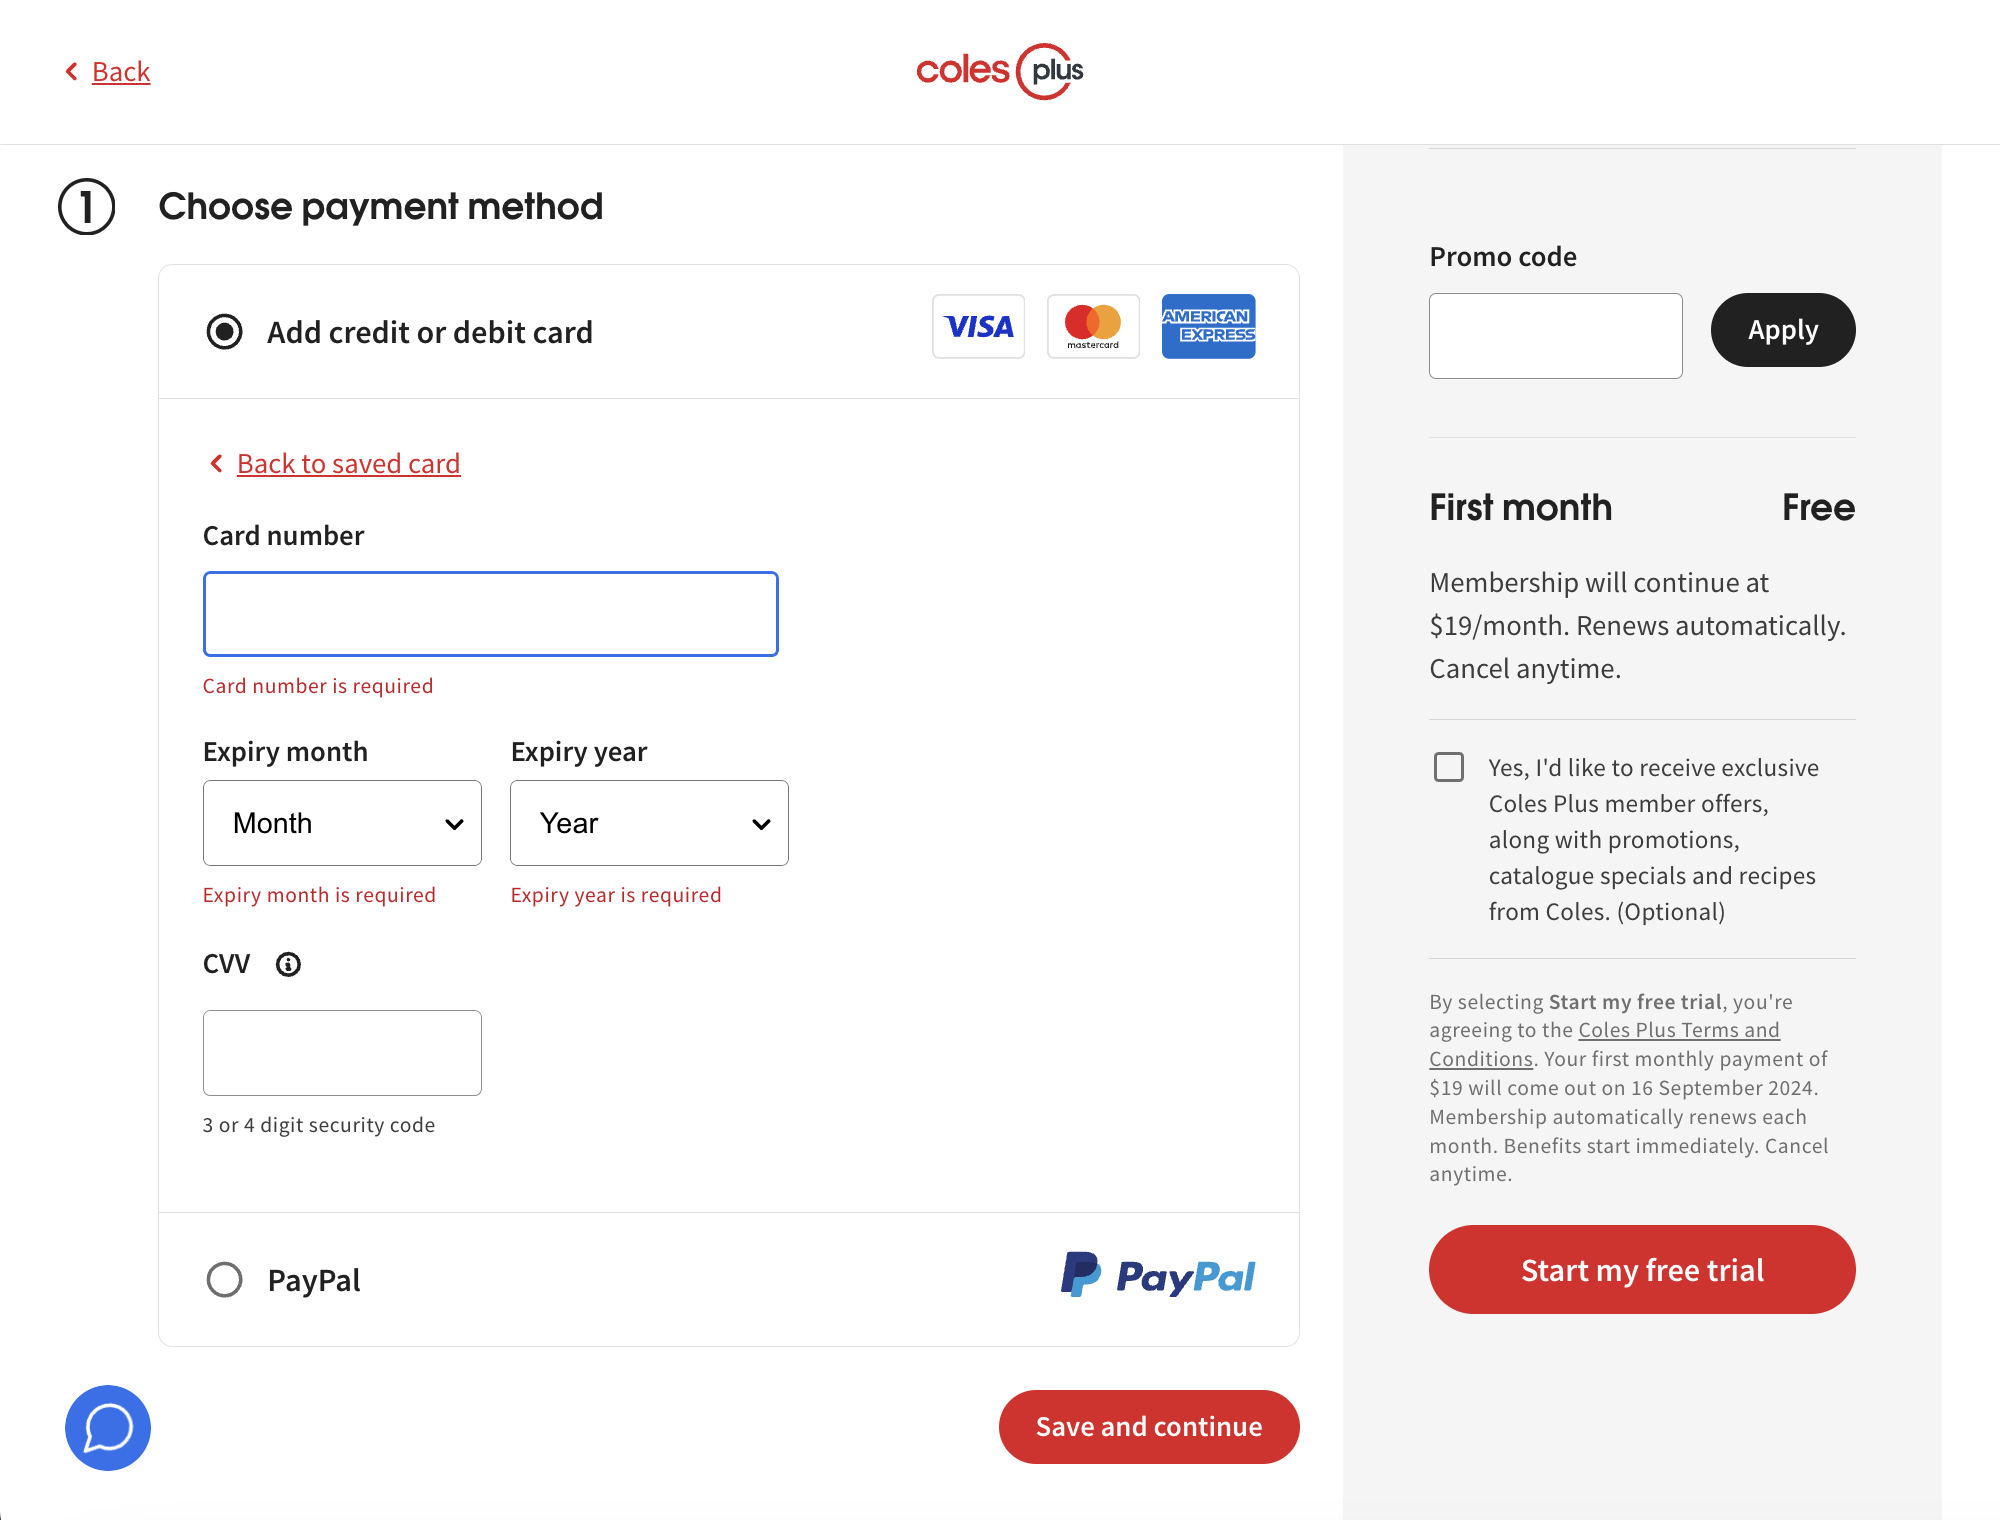 Back
coles plus
1 Choose payment method
Add credit or debit card
VISA
mastercard
AMERICAN
EXPRESS
Back to saved card
Card number
Card number is required
Expiry month
Expiry year
Month
Year
Expiry month is required
Expiry year is required
CVV
3 or 4 digit security code
PayPal
PayPal
Save and continue
Promo code
Apply
First month
Free
Membership will continue at
$19/month. Renews automatically.
Cancel anytime.
Yes, I'd like to receive exclusive
Coles Plus member offers,
along with promotions,
catalogue specials and recipes
from Coles. (Optional)
By selecting Start my free trial, you're
agreeing to the Coles Plus Terms and
Conditions. Your first monthly payment of
$19 will come out on 16 September 2024.
Membership automatically renews each
month. Benefits start immediately. Cancel
anytime.
Start my free trial